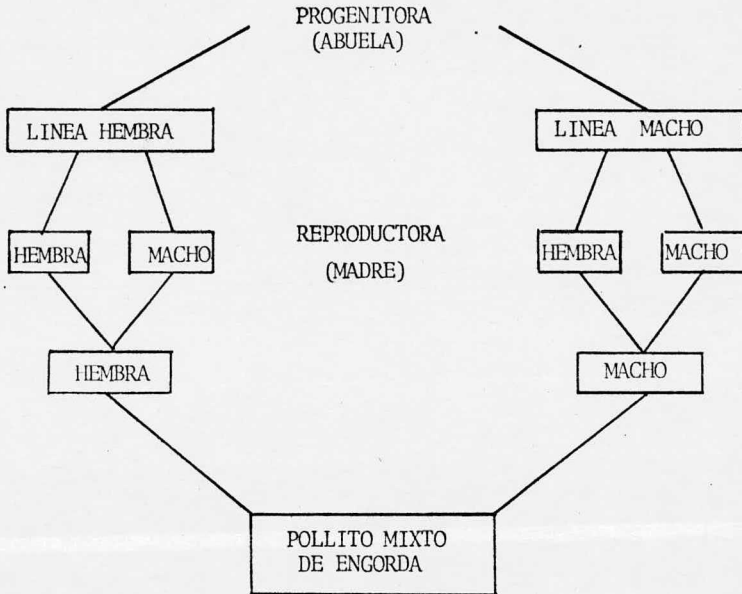 PROGENITORA
(ABUELA)
LINEA HEMBRA
LINEA MACHO
HEMBRA
MACHO
REPRODUCTORA
(MADRE)
HEMBRA
MACHO
HEMBRA
MACHO
POLLITO MIXTO
DE ENGORDA